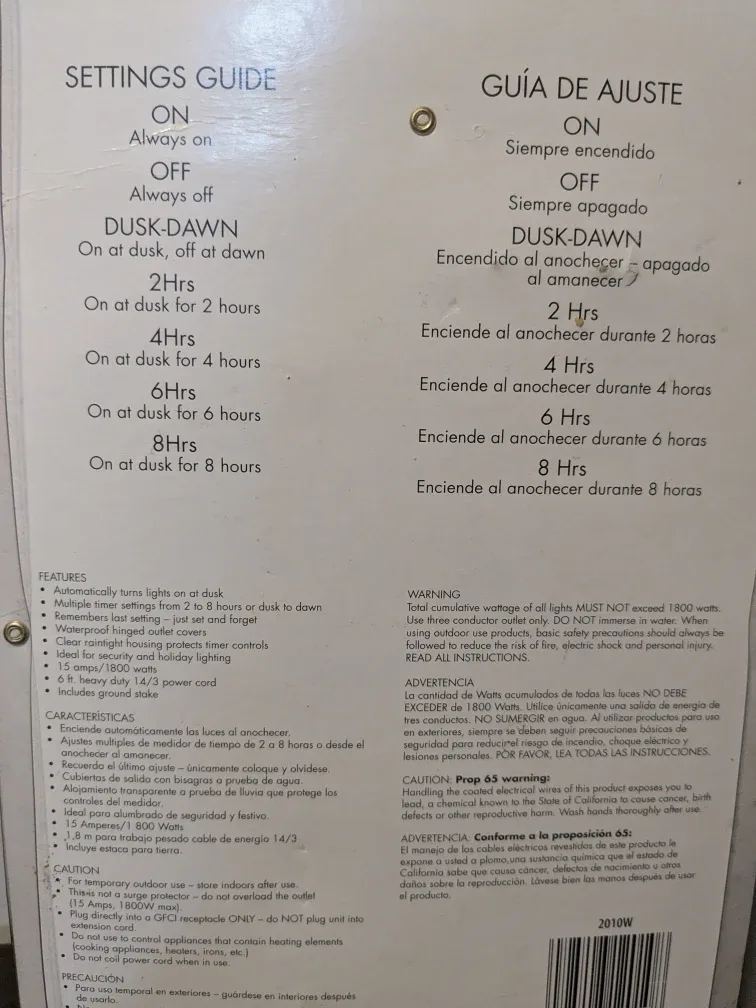 SETTINGS GUIDE
ON
Always on
OFF
Always off
DUSK-DAWN
On at dusk, off at dawn
2Hrs
On at dusk for 2 hours
4Hrs
On at dusk for 4 hours
6Hrs
On at dusk for 6 hours
8Hrs
On at dusk for 8 hours
GUÍA DE AJUSTE
ON
Siempre encendido
OFF
Siempre apagado
DUSK-DAWN
Encendido al anochecer – apagado
al amanecer
2 Hrs
Enciende al anochecer durante 2 horas
4 Hrs
Enciende al anochecer durante 4 horas
6 Hrs
Enciende al anochecer durante 6 horas
8 Hrs
Enciende al anochecer durante 8 horas
FEATURES
• Automatically turns lights on at dusk
• Multiple timer settings from 2 to 8 hours or dusk to dawn
• Remembers last setting – just set and forget
• Waterproof hinged outlet covers
• Clear raintight housing protects timer controls
• Ideal for security and holiday lighting
• 15 amps/1800 watts
• 6 ft. heavy duty 14/3 power cord
• Includes ground stake
CARACTERÍSTICAS
• Enciende automáticamente las luces al anochecer.
• Ajustes multiples de medidor de tiempo de 2 a 8 horas o desde el
anochecer al amanecer.
• Recuerda el último ajuste – únicamente coloque y olvídese.
• Cubiertas de salida con bisagras a prueba de agua.
• Alojamiento transparente a prueba de lluvia que protege los
controles del medidor.
• Ideal para alumbrado de seguridad y festivo.
• 15 Amperes/1 800 Watts
• 1,8 m para trabajo pesado cable de energía 14/3
• Incluye estaca para tierra.
CAUTION
• For temporary outdoor use – store indoors after use.
• This is not a surge protector – do not overload the outlet
(15 Amps, 1800W max).
• Plug directly into a GFCI receptacle ONLY – do NOT plug unit into
extension cord.
• Do not use to control appliances that contain heating elements
(cooking appliances, heaters, irons, etc.)
• Do not coil power cord when in use.
PRECAUCIÓN
• Para uso temporal en exteriores – guárdese en interiores después
de usarlo.
WARNING
Total cumulative wattage of all lights MUST NOT exceed 1800 watts.
Use three conductor outlet only. DO NOT immerse in water. When
using outdoor use products, basic safety precautions should always be
followed to reduce the risk of fire, electric shock and personal injury.
READ ALL INSTRUCTIONS.
ADVERTENCIA
La cantidad de Watts acumulados de todas las luces NO DEBE
EXCEDER de 1800 Watts. Utilice únicamente una salida de energía de
tres conductos. NO SUMERGIR en agua. Al utilizar productos para uso
en exteriores, siempre se deben seguir precauciones básicas de
seguridad para reducir el riesgo de incendio, choque eléctrico y
lesiones personales. POR FAVOR, LEA TODAS LAS INSTRUCCIONES.
CAUTION: Prop 65 warning:
Handling the coated electrical wires of this product exposes you to
lead, a chemical known to the State of California to cause cancer, birth
defects or other reproductive harm. Wash hands thoroughly after use.
ADVERTENCIA: Conforme a la proposición 65:
El manejo de los cables eléctricos revestidos de este producto le
expone a usted a plomo,una sustancia química que el estado de
California sabe que causa cáncer, defectos de nacimiento u otros
daños sobre la reproducción. Lávese bien las manos después de usar
el producto.
2010W